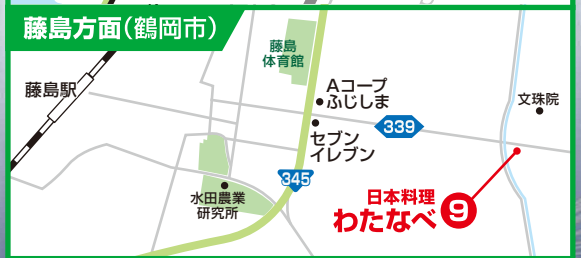 藤島方面(鶴岡市)
藤島
体育館
藤島駅
Aコープ
ふじしま
文珠院
339
セブン
イレブン
345
水田農業
研究所
日本料理
わたなべ 9